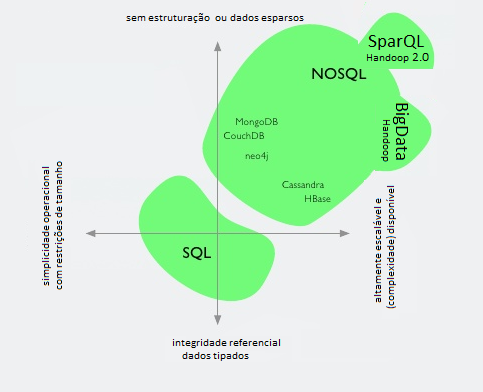 sem estruturação ou dados esparsos
SparQL
Handoop 2.0
NOSQL
BigData
Handoop
MongoDB
CouchDB
neo4j
Cassandra
HBase
simplicidade operacional
com restrições de tamanho
altamente escalável e
(complexidade) disponível
SQL
integridade referencial
dados tipados